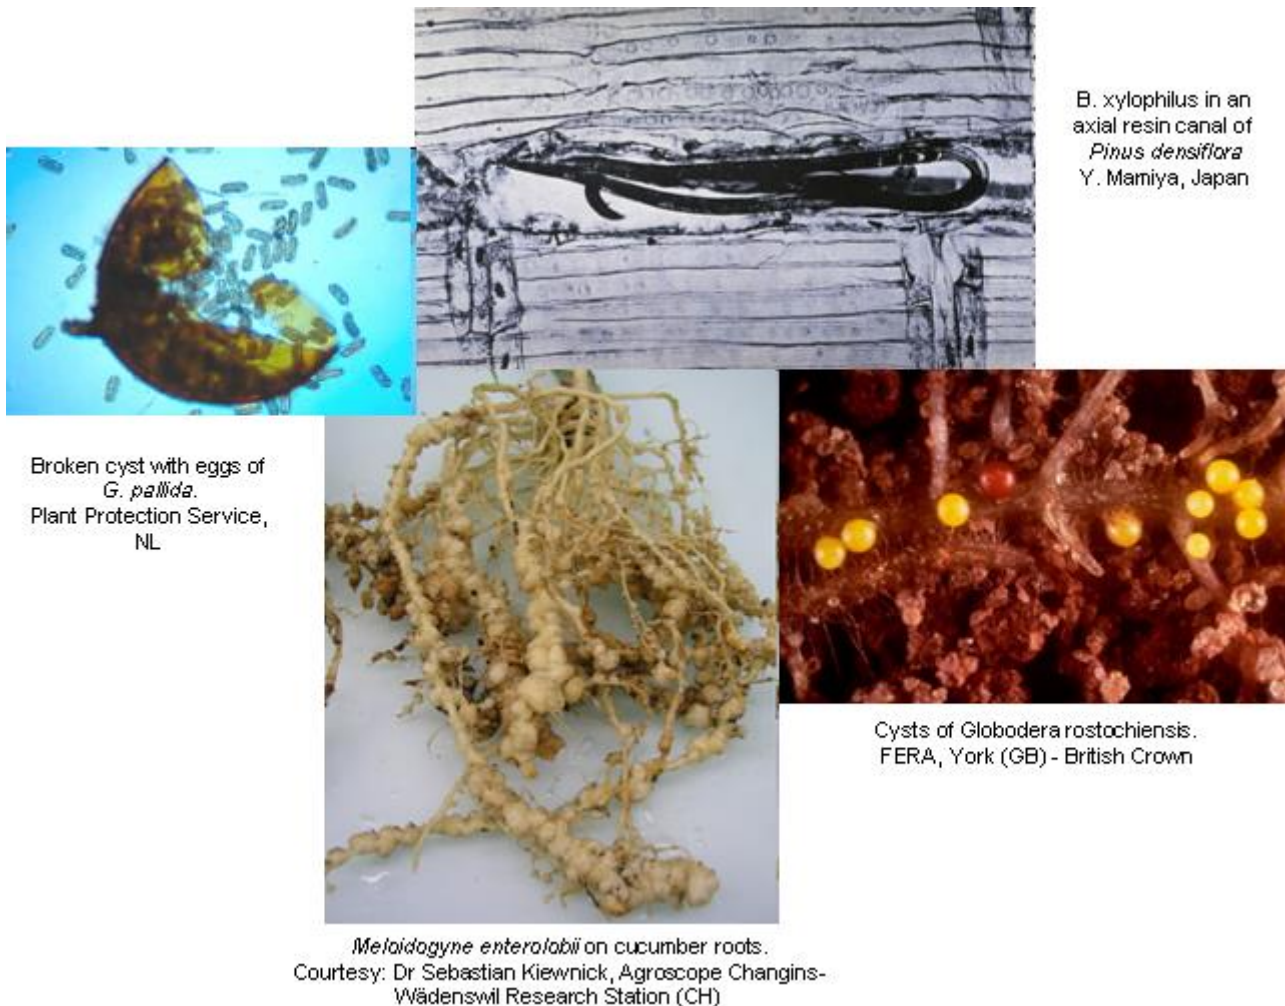 B. xylophilus in an
axial resin canal of
Pinus densiflora
Y. Mamiya, Japan
Broken cyst with eggs of
G. pallida.
Plant Protection Service,
NL
Cysts of Globodera rostochiensis.
FERA, York (GB) - British Crown
Meloidogyne enterolobii on cucumber roots.
Courtesy: Dr Sebastian Kiewnick, Agroscope Changins-
Wädenswil Research Station (CH)